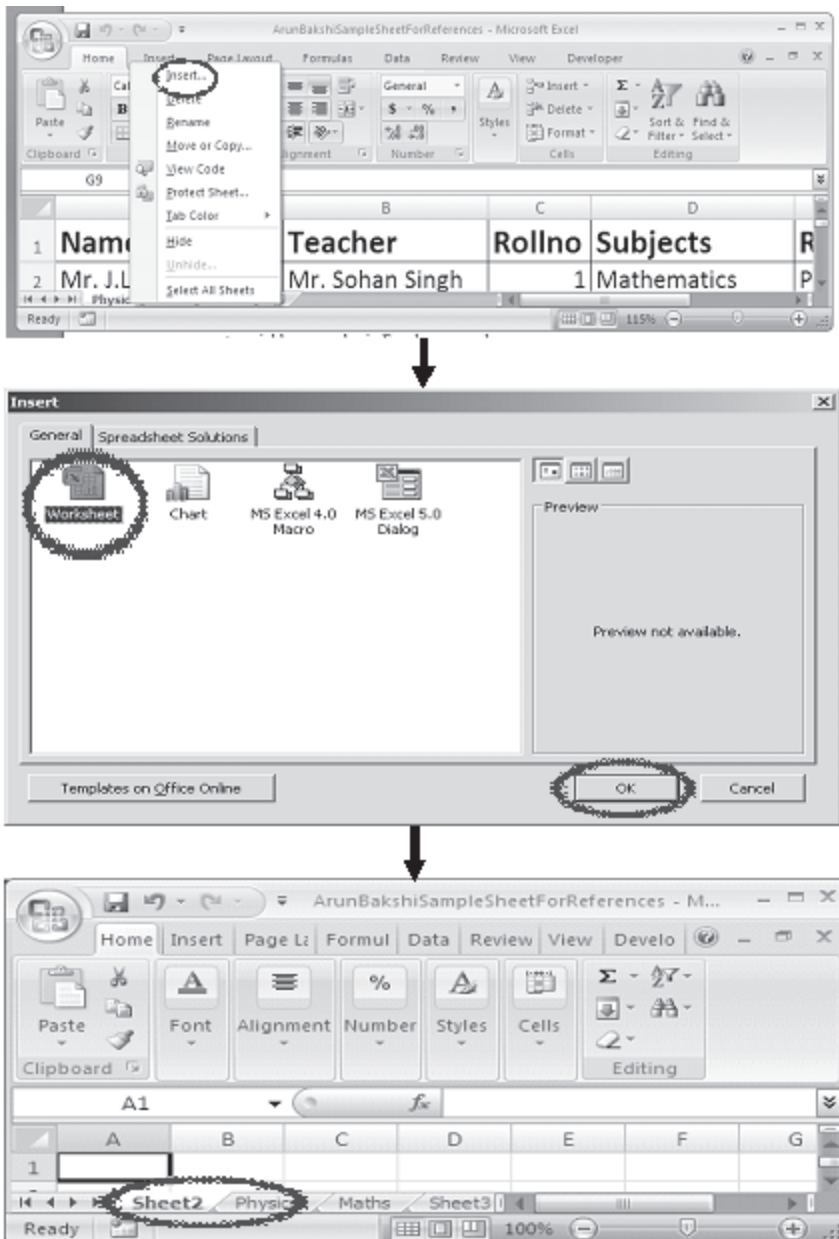 ArunBakshiSampleSheetForReferences - Microsoft Excel
Home Insert Page Layout Formulas Data Review View Developer
Insert...
Delete
Rename
Move or Copy...
View Code
Protect Sheet...
Tab Color
Hide
Unhide...
Select All Sheets
Paste
Clipboard
B
General
$ % ,
Number
Styles
Insert
Delete
Format
Cells
Σ
Sort & Filter
Find & Select
Editing
G9
B C D
1 Name Teacher Rollno Subjects R
2 Mr. J.L Mr. Sohan Singh 1 Mathematics P
Physic
Ready 115%
Insert
General Spreadsheet Solutions
Worksheet
Chart
MS Excel 4.0 Macro
MS Excel 5.0 Dialog
Preview
Preview not available.
Templates on Office Online OK Cancel
ArunBakshiSampleSheetForReferences - M...
Home Insert Page La Formul Data Review View Develo
Paste Font Alignment Number Styles Cells
%
Σ
Clipboard Editing
A1 fx
A B C D E F G
1
Sheet2 Physics Maths Sheet3
Ready 100%